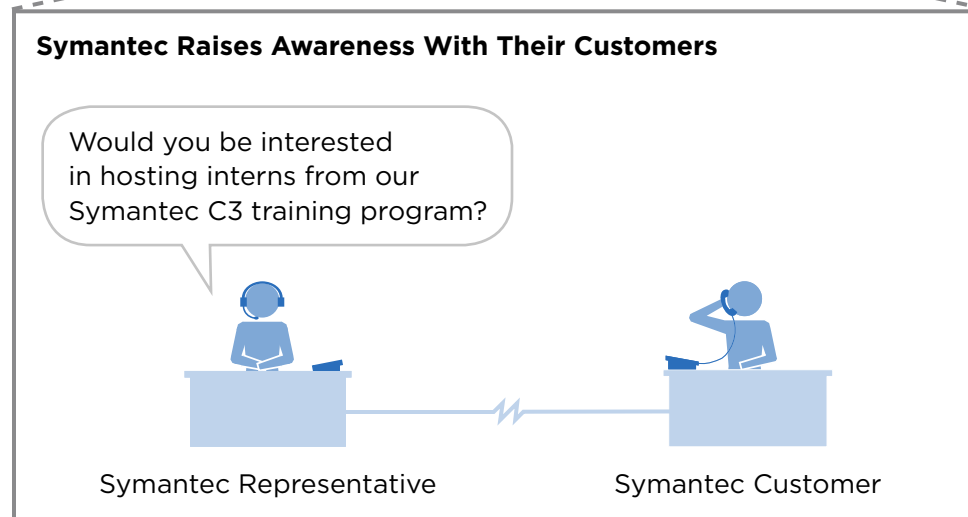 Symantec Raises Awareness With Their Customers
Would you be interested
in hosting interns from our
Symantec C3 training program?
Symantec Representative
Symantec Customer